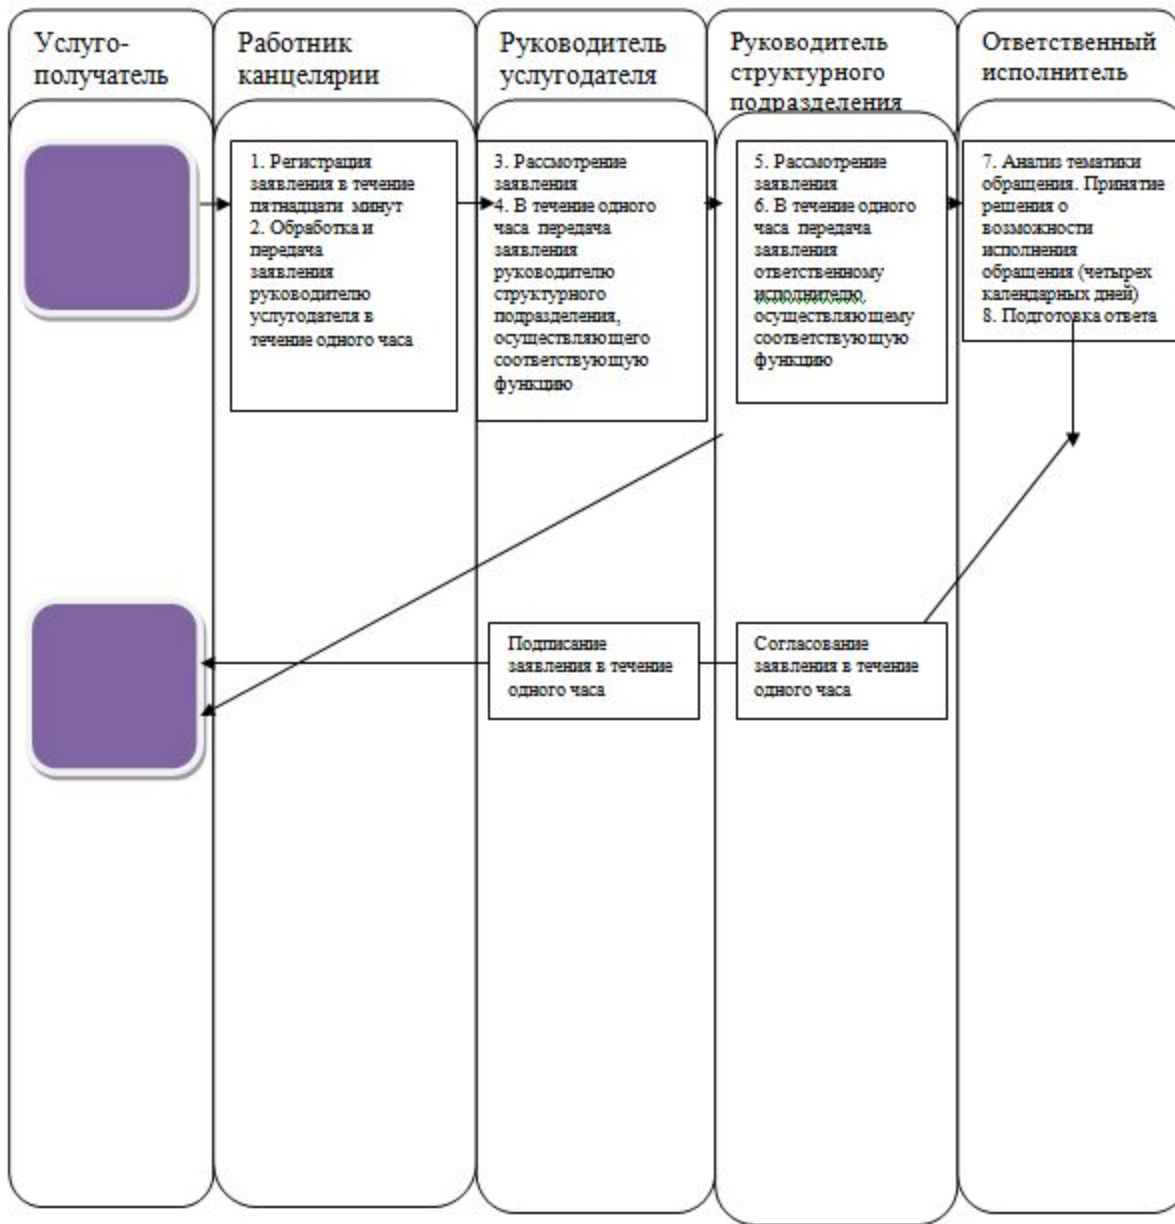 Услуго-
получатель
Работник
канцелярии
Руководитель
услугодателя
Руководитель
структурного
подразделения
Ответственный
исполнитель
1. Регистрация
заявления в течение
пятнадцати минут
2. Обработка и
передача
заявления
руководителю
услугодателя в
течение одного часа
3. Рассмотрение
заявления
4. В течение одного
часа передача
заявления
руководителю
структурного
подразделения,
осуществляющего
соответствующую
функцию
5. Рассмотрение
заявления
6. В течение одного
часа передача
заявления
ответственному
исполнителю,
осуществляющему
соответствующую
функцию
7. Анализ тематики
обращения. Принятие
решения о
возможности
исполнения
обращения (четырех
календарных дней)
8. Подготовка ответа
Подписание
заявления в течение
одного часа
Согласование
заявления в течение
одного часа